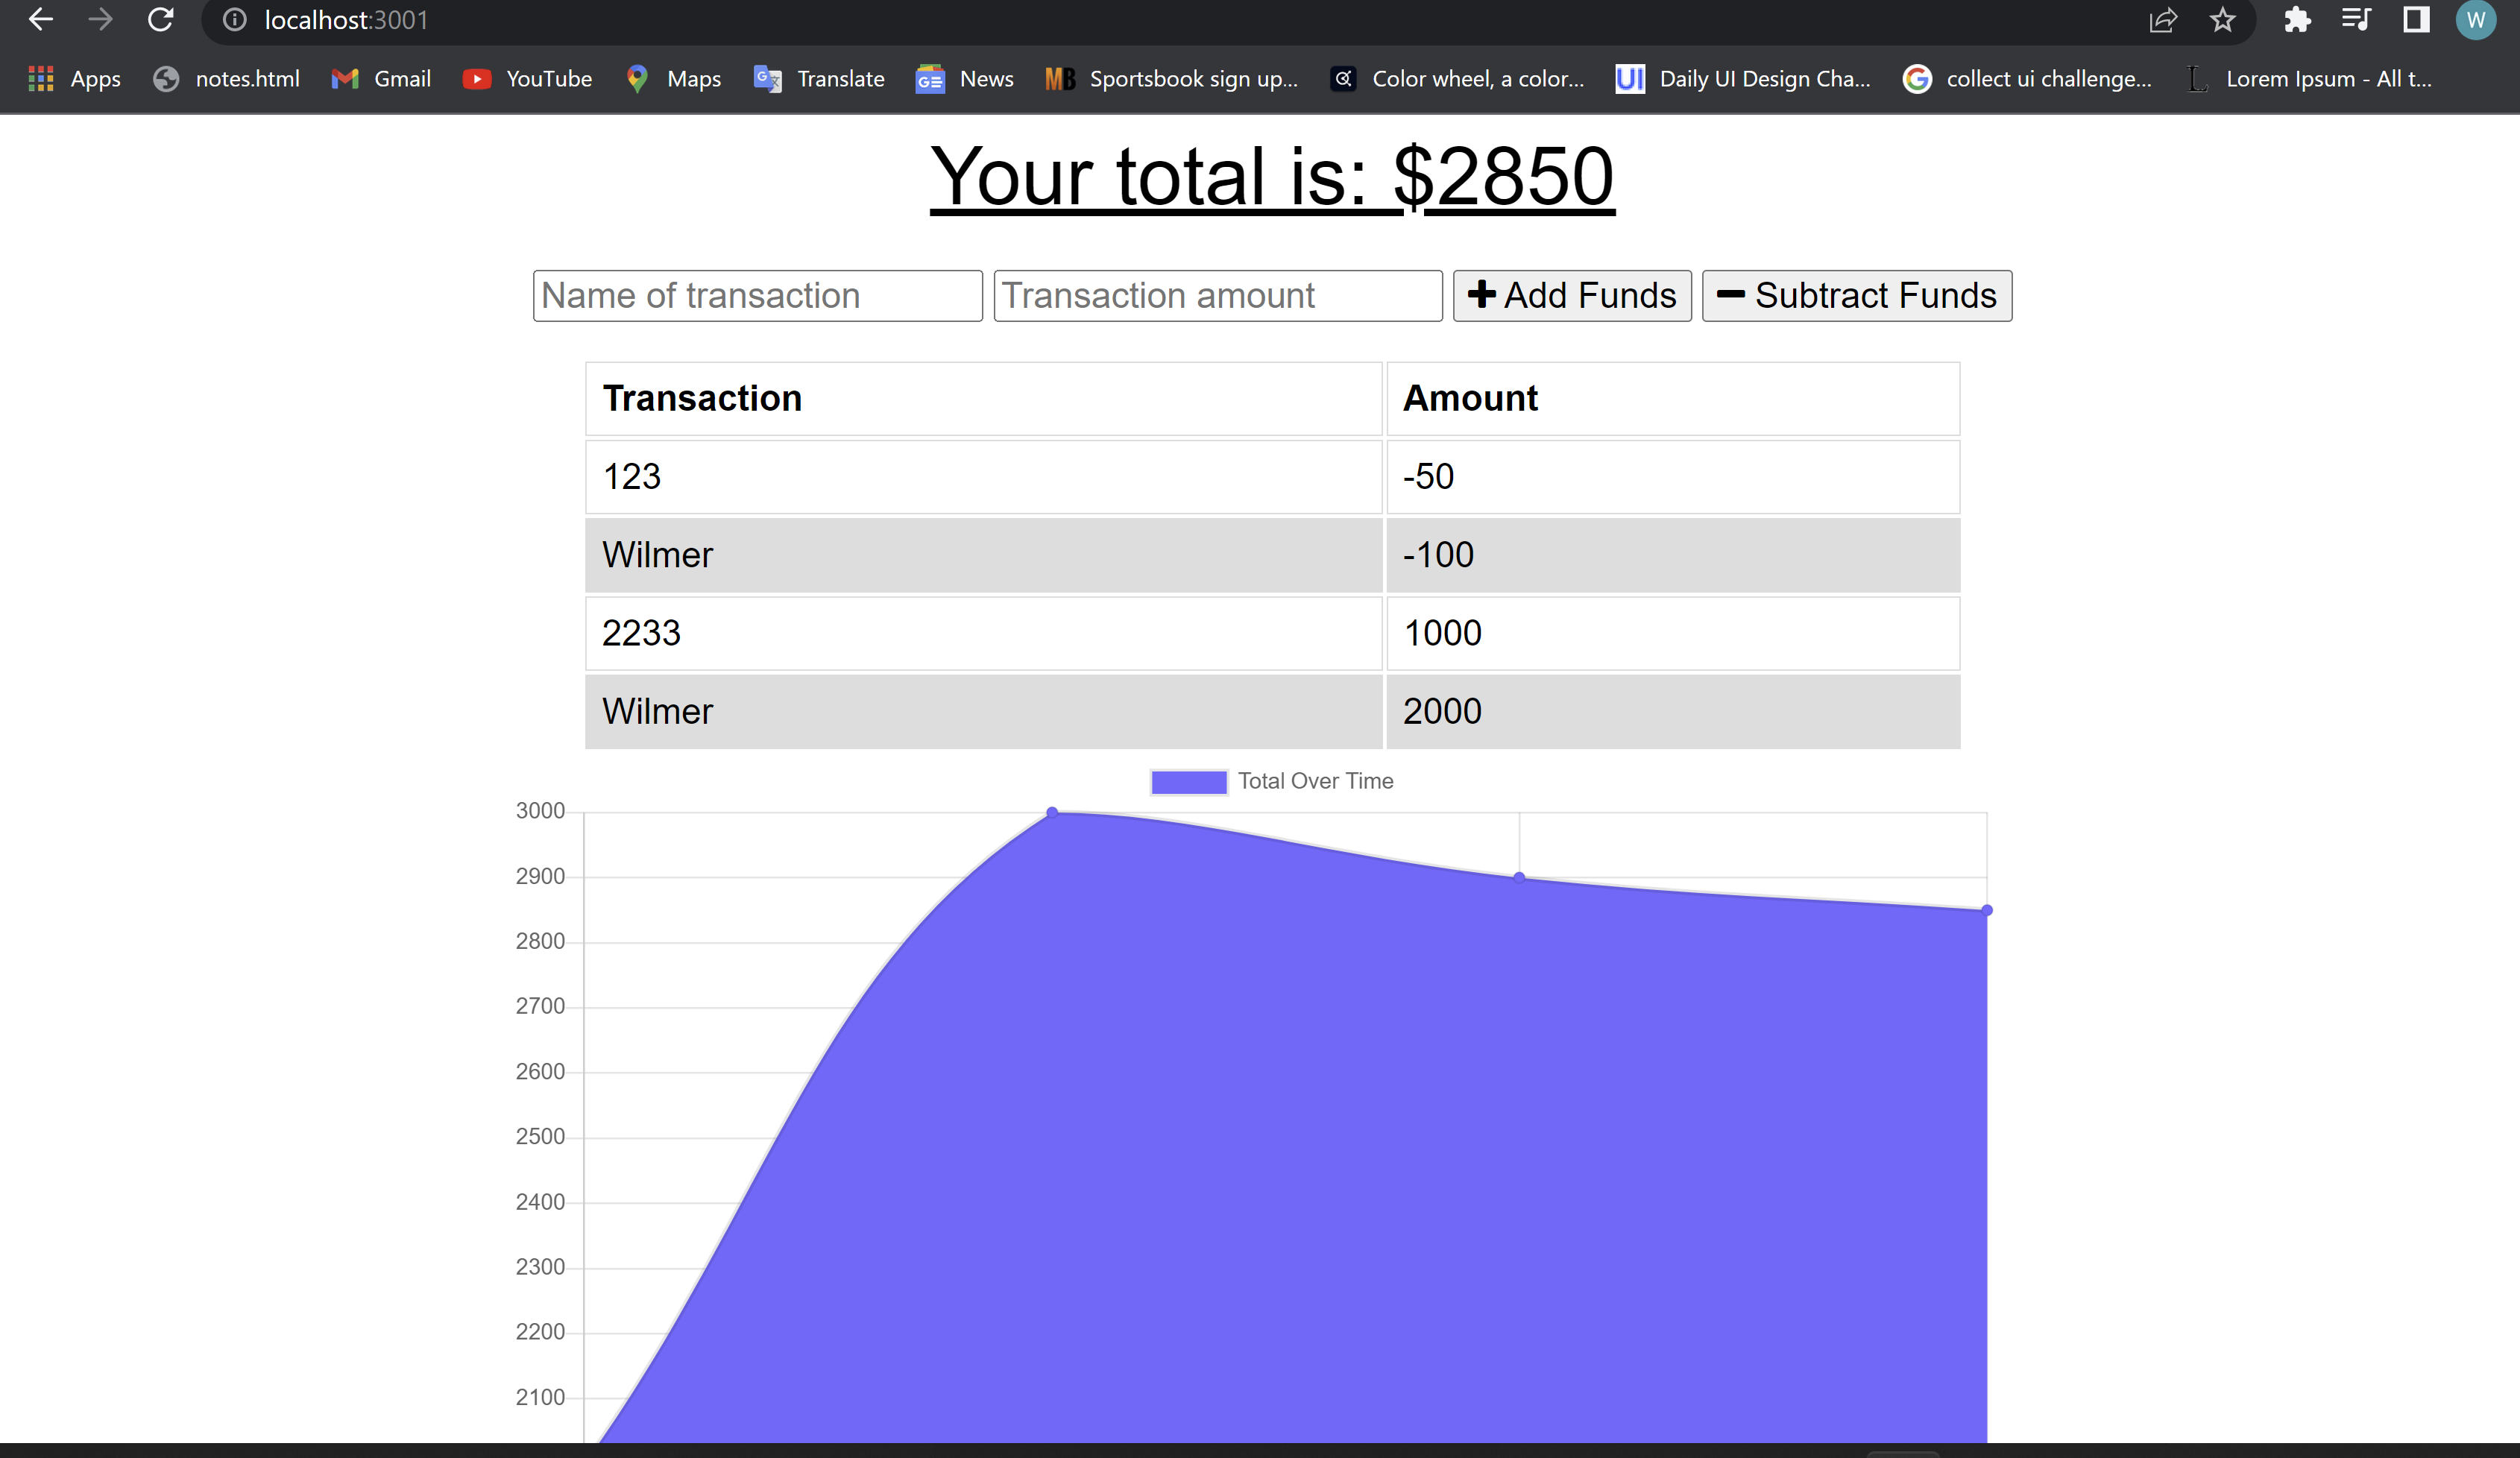 localhost:3001
W
Apps notes.html Gmail YouTube Maps Translate News MB Sportsbook sign up... Color wheel, a color... UI Daily UI Design Cha... collect ui challenge... L Lorem Ipsum - All t...
Your total is: $2850
Name of transaction Transaction amount Add Funds Subtract Funds
Transaction Amount
123 -50
Wilmer -100
2233 1000
Wilmer 2000
Total Over Time
3000
2900
2800
2700
2600
2500
2400
2300
2200
2100